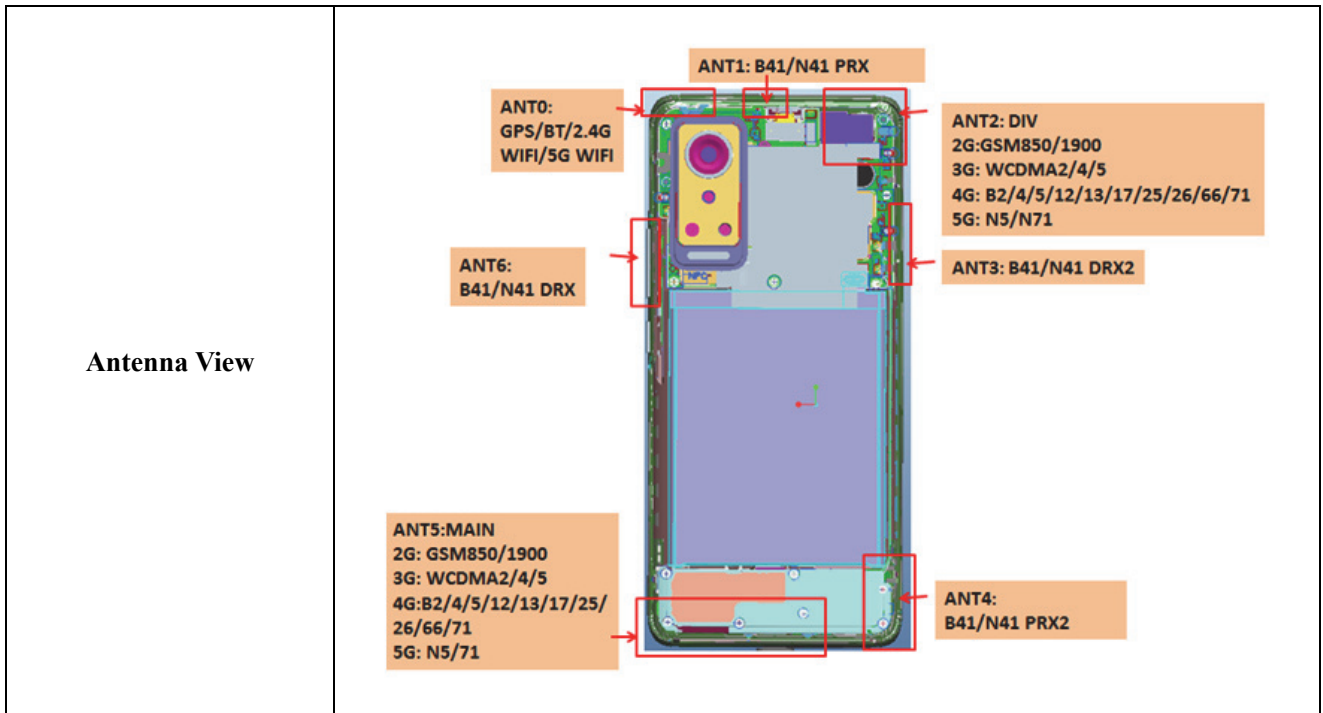 Antenna View
ANT1: B41/N41 PRX
ANT0:
GPS/BT/2.4G
WIFI/5G WIFI
ANT2: DIV
2G:GSM850/1900
3G: WCDMA2/4/5
4G: B2/4/5/12/13/17/25/26/66/71
5G: N5/N71
ANT6:
B41/N41 DRX
ANT3: B41/N41 DRX2
NFC
ANT5:MAIN
2G: GSM850/1900
3G: WCDMA2/4/5
4G:B2/4/5/12/13/17/25/
26/66/71
5G: N5/71
ANT4:
B41/N41 PRX2